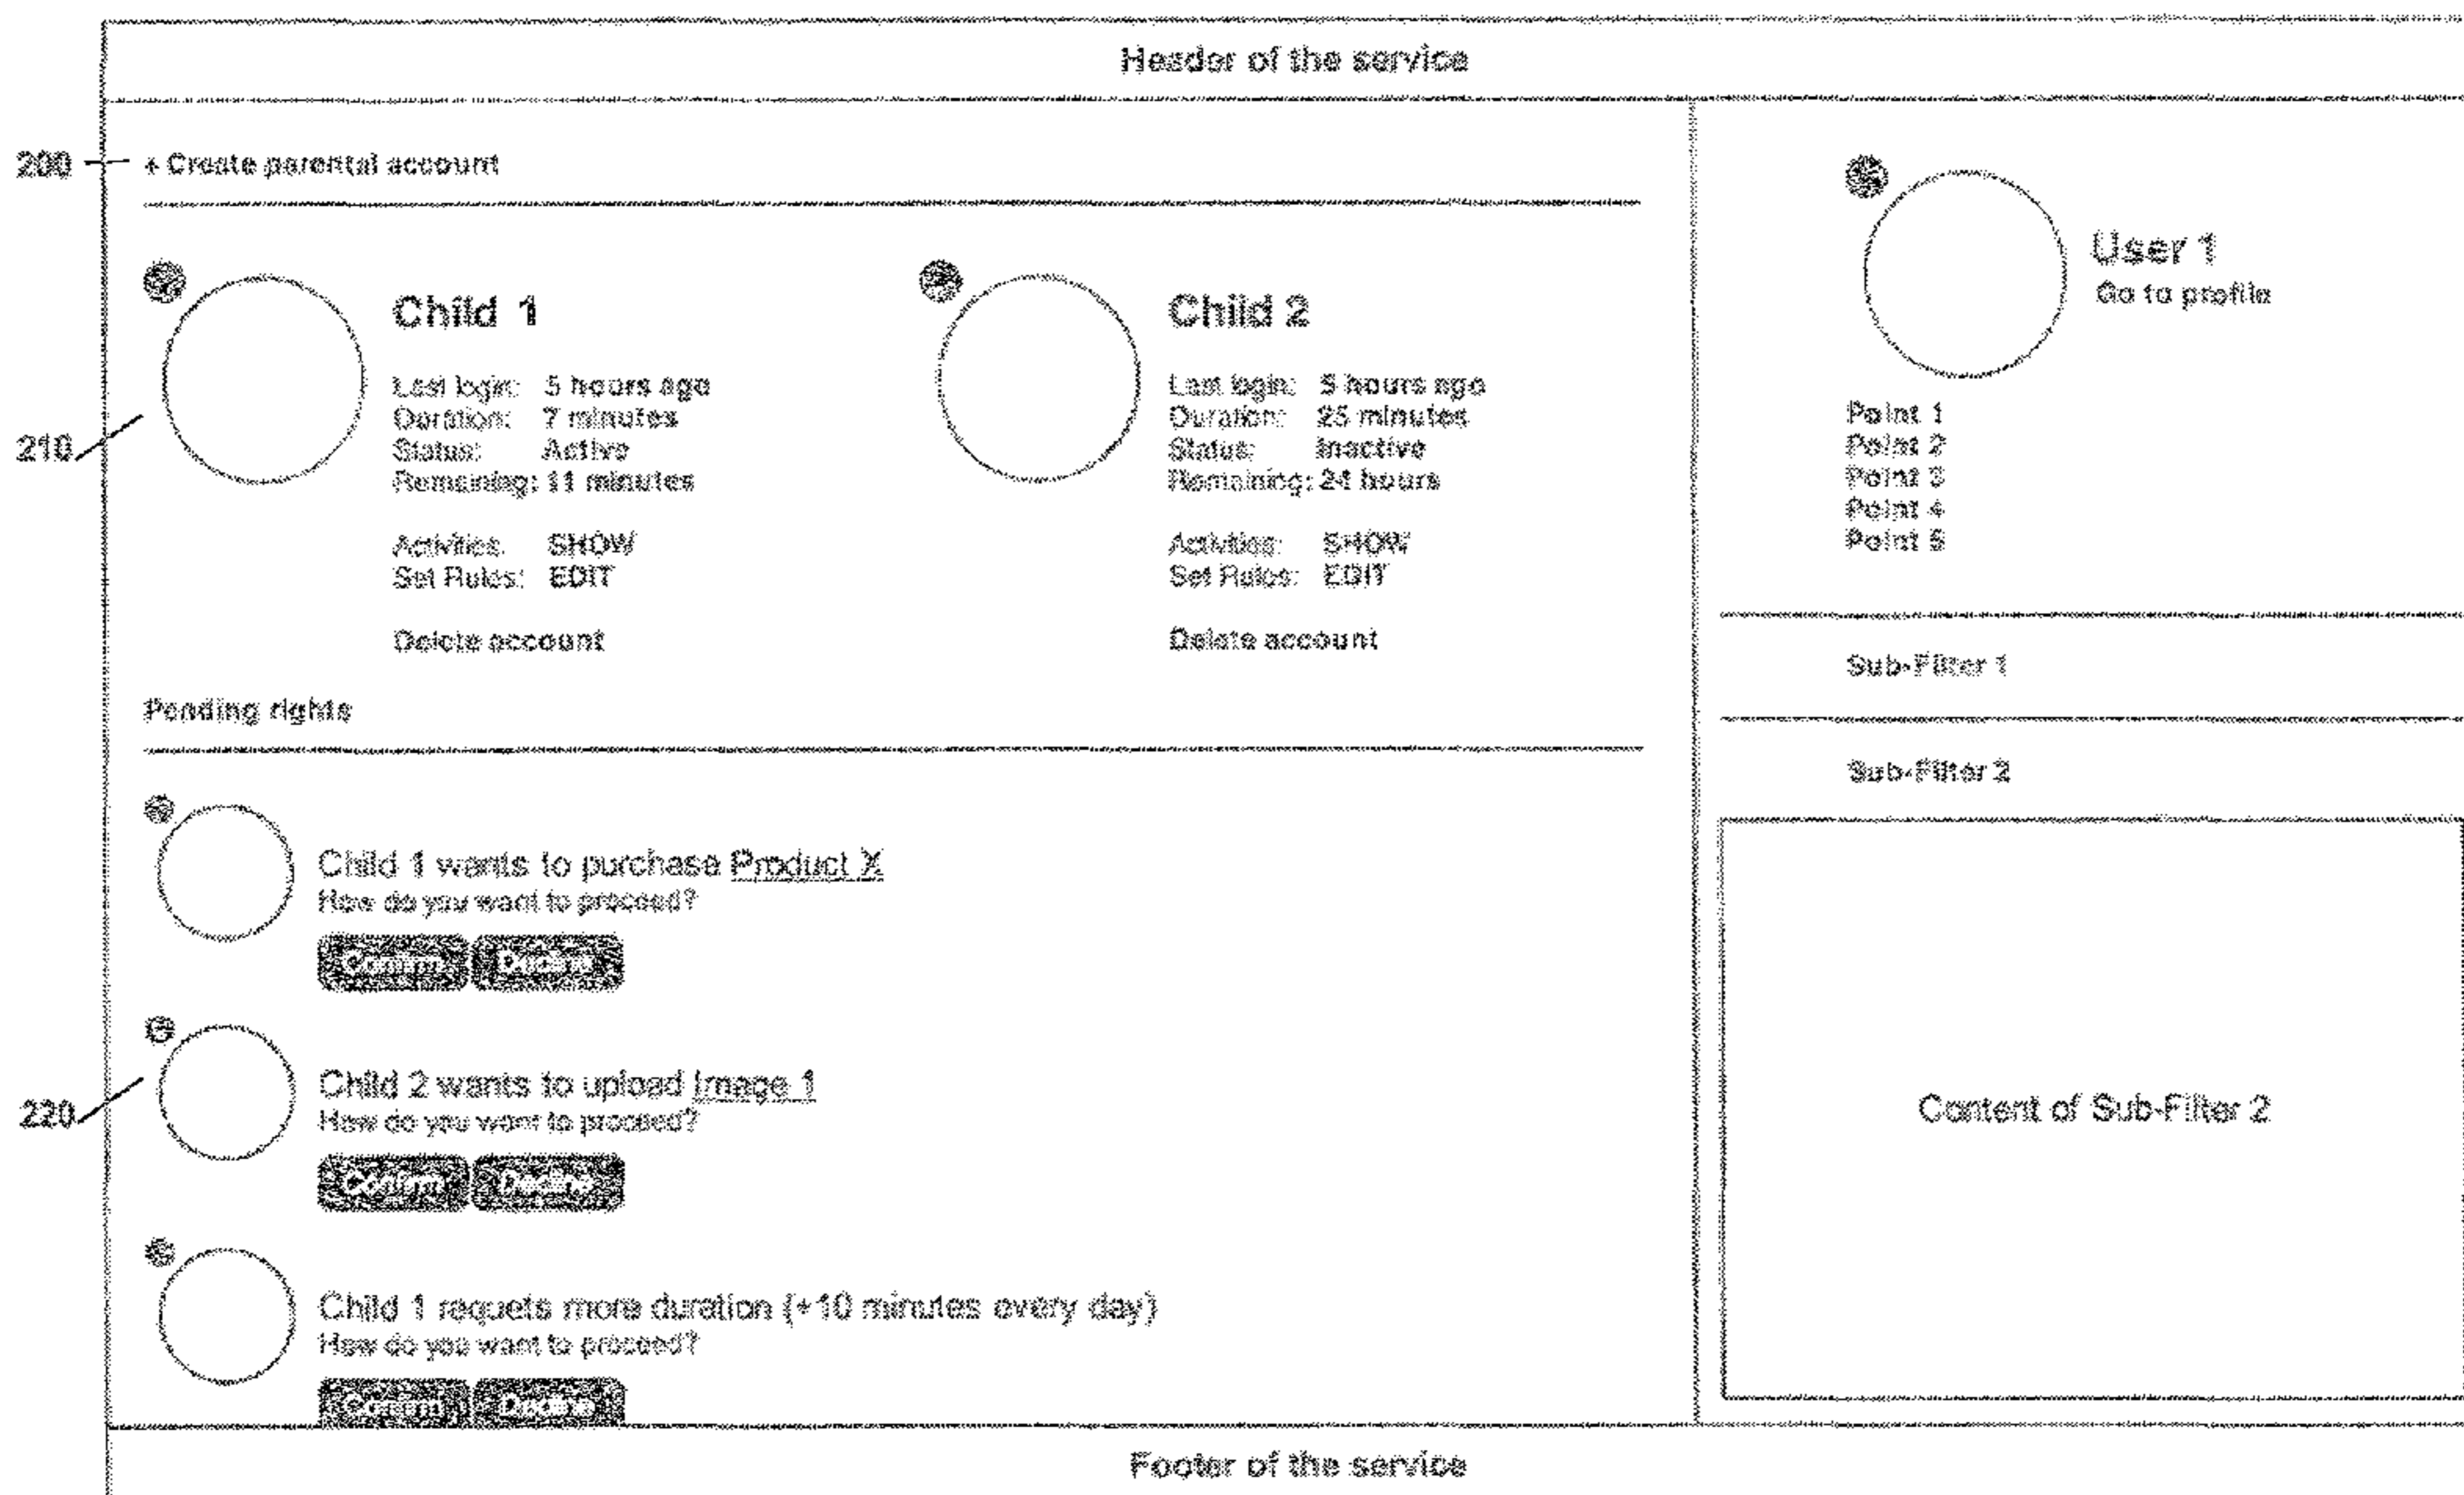 Header of the service
200
+ Create parental account
210
Child 1
Last login: 5 hours ago
Duration: 7 minutes
Status: Active
Remaining: 11 minutes
Activities: SHOW
Set Rules: EDIT
Delete account
Child 2
Last login: 5 hours ago
Duration: 25 minutes
Status: Inactive
Remaining: 24 hours
Activities: SHOW
Set Rules: EDIT
Delete account
Pending rights
220
Child 1 wants to purchase Product X
How do you want to proceed?
Confirm Decline
Child 2 wants to upload Image 1
How do you want to proceed?
Confirm Decline
Child 1 requets more duration (+10 minutes every day)
How do you want to proceed?
Confirm Decline
User 1
Go to profile
Point 1
Point 2
Point 3
Point 4
Point 5
Sub-Filter 1
Sub-Filter 2
Content of Sub-Filter 2
Footer of the service